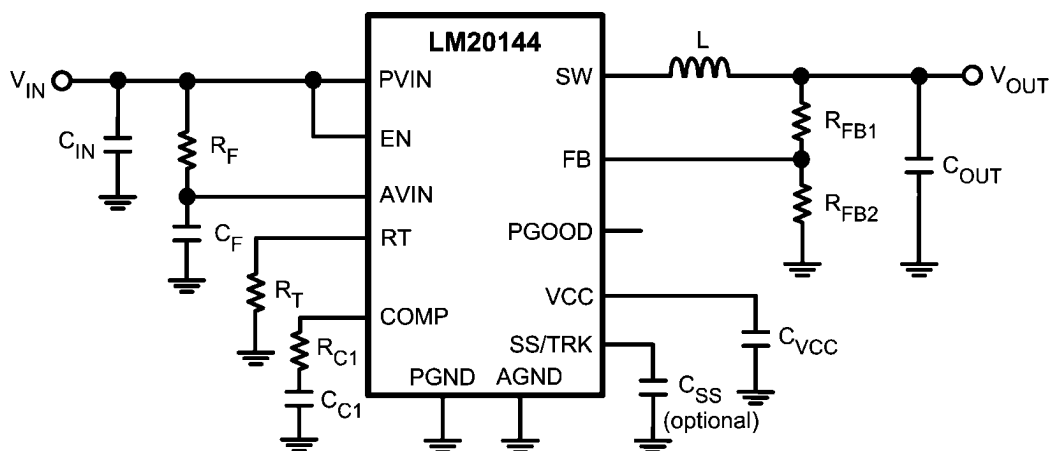 LM20144
L
V_IN
PVIN
SW
V_OUT
R_FB1
C_IN
R_F
EN
FB
C_OUT
AVIN
R_FB2
C_F
RT
PGOOD
R_T
VCC
COMP
C_VCC
R_C1
SS/TRK
PGND
AGND
C_SS
C_C1
(optional)